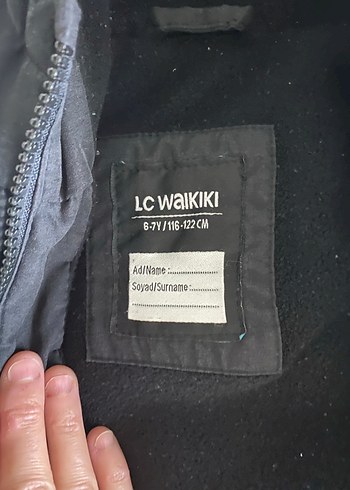 LC WAIKIKI
6-7Y / 116-122 CM
Ad/Name :....................
Soyad/Surname :...........
....................................